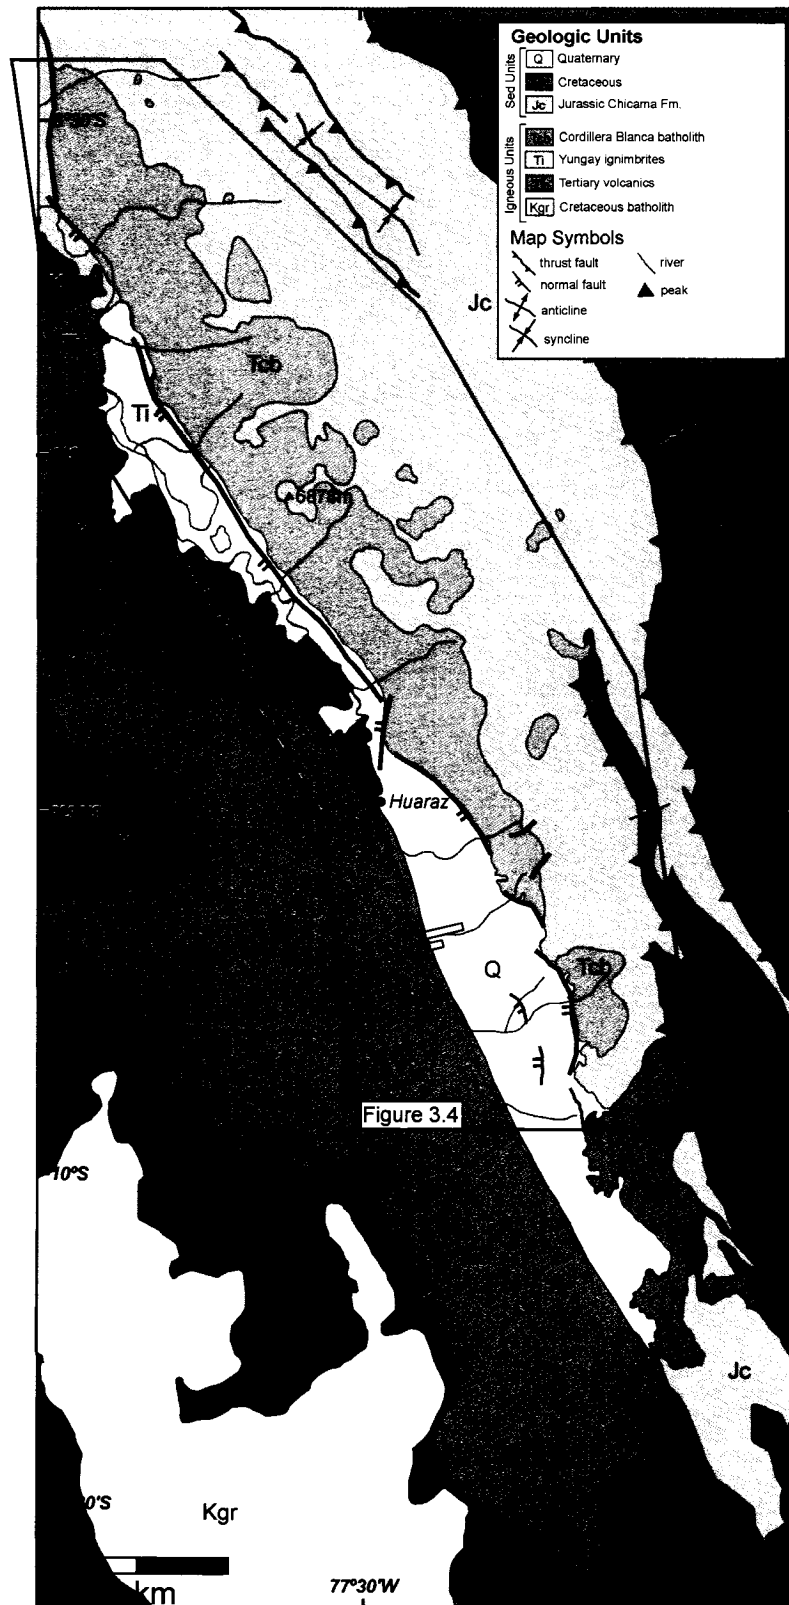 Geologic Units
Sed Units
Q Quaternary
Cretaceous
Jc Jurassic Chicama Fm.
Igneous Units
Tcb Cordillera Blanca batholith
Ti Yungay ignimbrites
Tertiary volcanics
Kgr Cretaceous batholith
Map Symbols
thrust fault
river
normal fault
peak
anticline
syncline
Jc
Tcb
Ti
Huaraz
Q
Tcb
Figure 3.4
10°S
Jc
Kgr
km
77°30'W